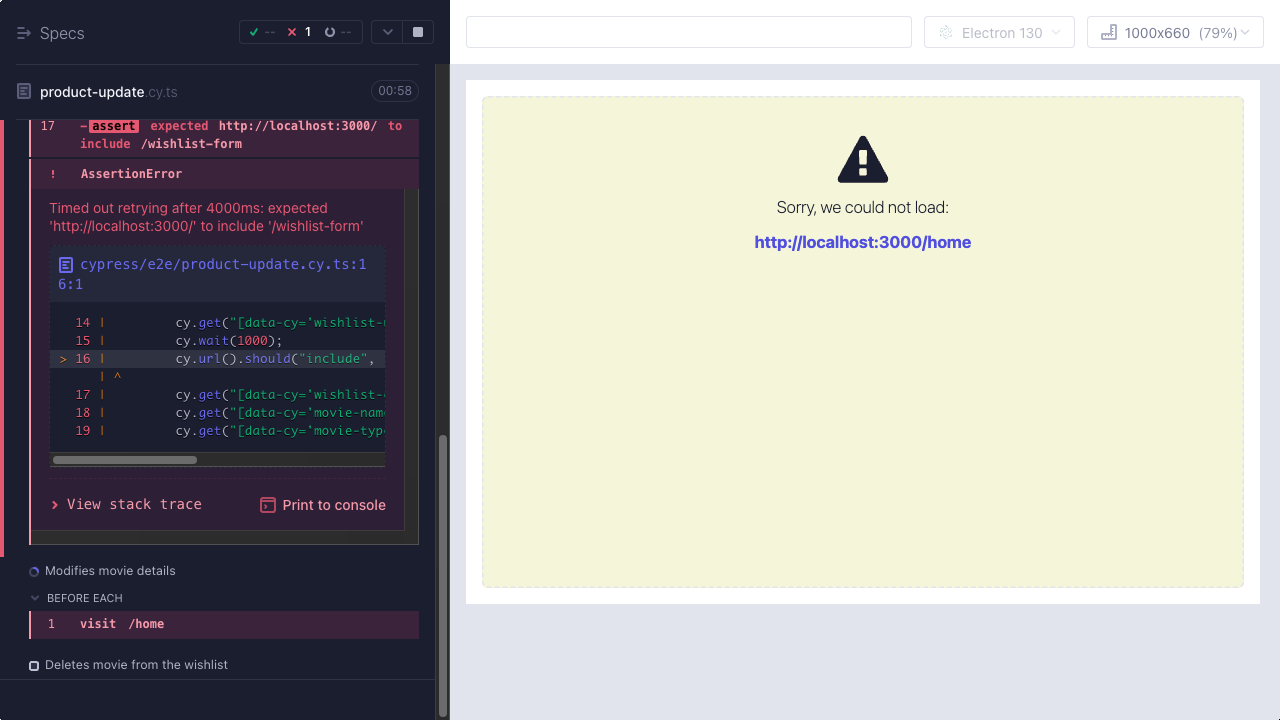 Specs
--
1
--
Electron 130
1000x660 (79%)
product-update.cy.ts
00:58
17 -assert expected http://localhost:3000/ to
include /wishlist-form
! AssertionError
Timed out retrying after 4000ms: expected
'http://localhost:3000/' to include '/wishlist-form'
cypress/e2e/product-update.cy.ts:1
6:1
14 | cy.get("[data-cy='wishlist-
15 | cy.wait(1000);
> 16 | cy.url().should("include",
| ^
17 | cy.get("[data-cy='wishlist-
18 | cy.get("[data-cy='movie-nam
19 | cy.get("[data-cy='movie-typ
> View stack trace
Print to console
Modifies movie details
BEFORE EACH
1 visit /home
Deletes movie from the wishlist
Sorry, we could not load:
http://localhost:3000/home